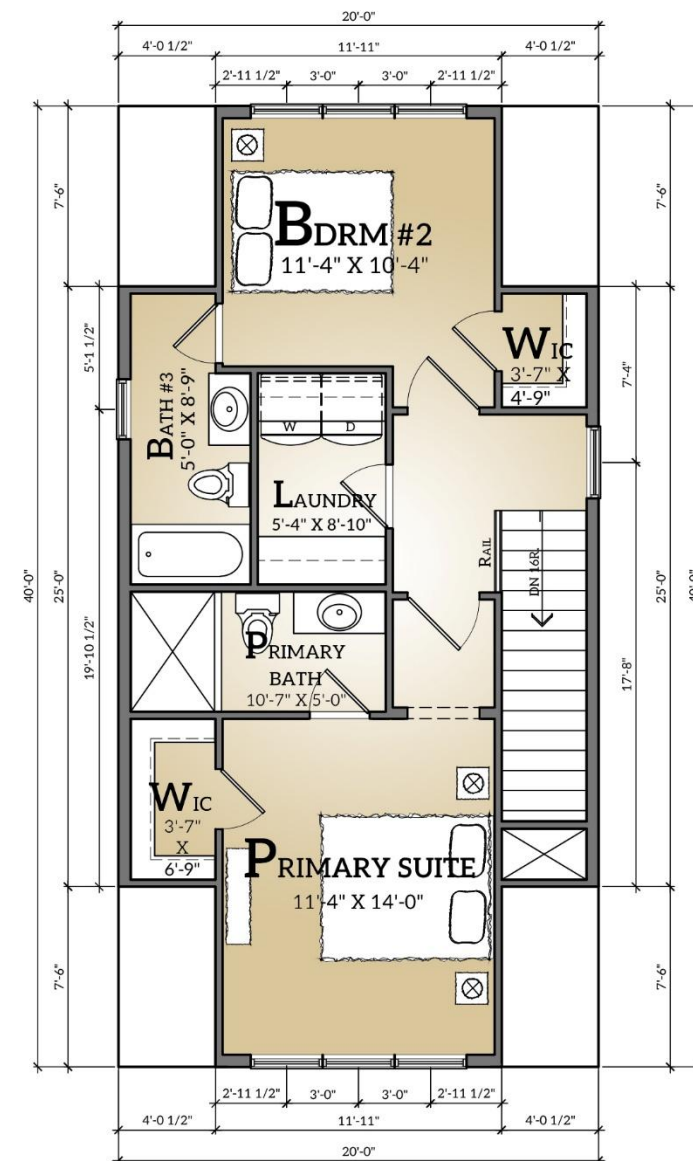 20'-0"
4'-0 1/2" 11'-11" 4'-0 1/2"
2'-11 1/2" 3'-0" 3'-0" 2'-11 1/2"
7'-6"
7'-6"
BDRM #2
11'-4" X 10'-4"
5'-1 1/2"
7'-4"
WIC
3'-7" X
4'-9"
BATH #3
5'-0" X 8'-9"
W D
LAUNDRY
5'-4" X 8'-10"
RAIL
DN 16R.
40'-0"
25'-0"
19'-10 1/2"
17'-8"
25'-0"
40'-0"
PRIMARY
BATH
10'-7" X 5'-0"
WIC
3'-7"
X
6'-9"
PRIMARY SUITE
11'-4" X 14'-0"
7'-6"
7'-6"
2'-11 1/2" 3'-0" 3'-0" 2'-11 1/2"
4'-0 1/2" 11'-11" 4'-0 1/2"
20'-0"